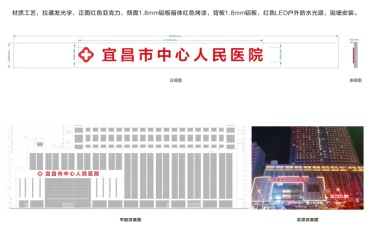 材质工艺：拉通发光字，正面红色亚克力，侧面1.8mm铝板箱体红色烤漆，背板1.8mm铝板，红色LED户外防水光源，贴墙安装。
宜昌市中心人民医院
正视图
侧视图
宜昌市中心人民医院
平面效果图
实景效果图